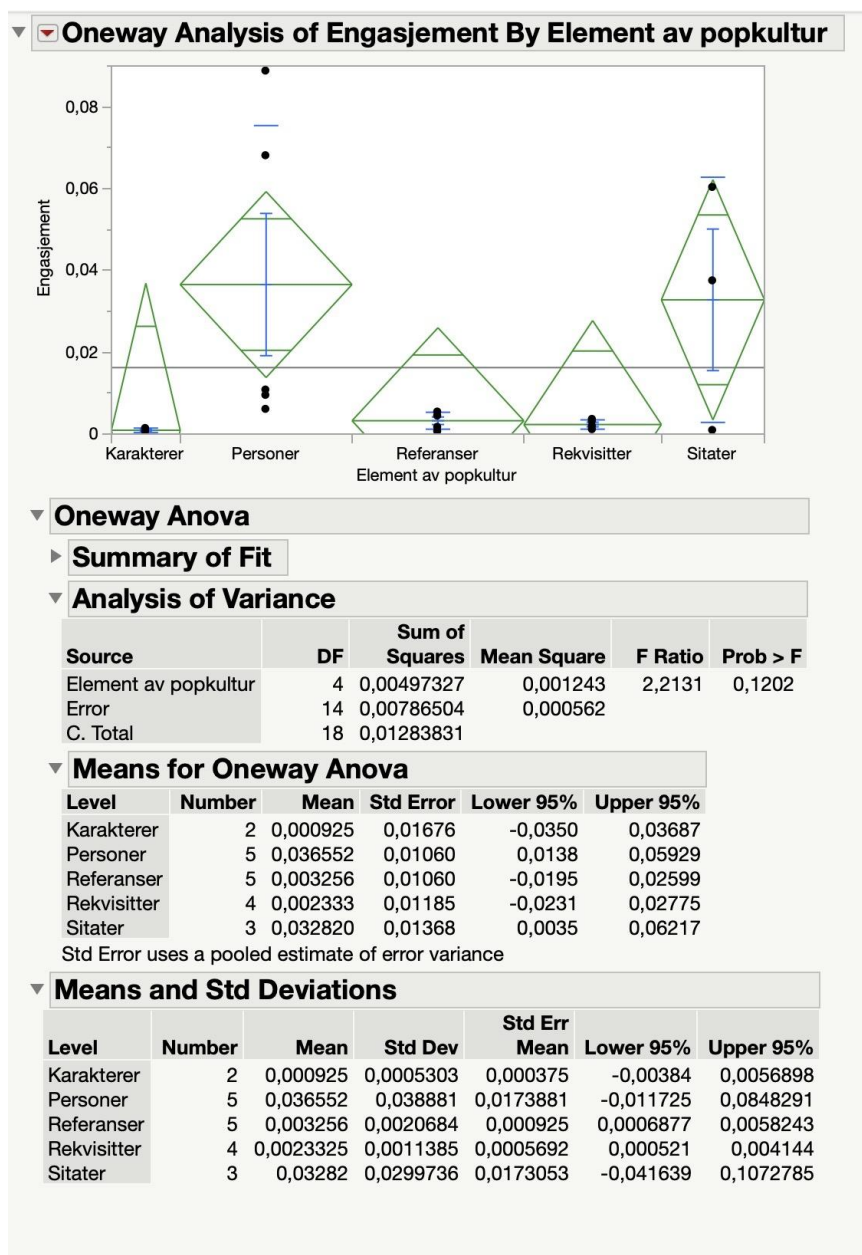 Oneway Analysis of Engasjement By Element av popkultur
0,08
0,06
0,04
0,02
0
Engasjement
Karakterer Personer Referanser Rekvisitter Sitater
Element av popkultur
Oneway Anova
Summary of Fit
Analysis of Variance
Sum of
Source DF Squares Mean Square F Ratio Prob > F
Element av popkultur 4 0,00497327 0,001243 2,2131 0,1202
Error 14 0,00786504 0,000562
C. Total 18 0,01283831
Means for Oneway Anova
Level Number Mean Std Error Lower 95% Upper 95%
Karakterer 2 0,000925 0,01676 -0,0350 0,03687
Personer 5 0,036552 0,01060 0,0138 0,05929
Referanser 5 0,003256 0,01060 -0,0195 0,02599
Rekvisitter 4 0,002333 0,01185 -0,0231 0,02775
Sitater 3 0,032820 0,01368 0,0035 0,06217
Std Error uses a pooled estimate of error variance
Means and Std Deviations
Std Err
Level Number Mean Std Dev Mean Lower 95% Upper 95%
Karakterer 2 0,000925 0,0005303 0,000375 -0,00384 0,0056898
Personer 5 0,036552 0,038881 0,0173881 -0,011725 0,0848291
Referanser 5 0,003256 0,0020684 0,000925 0,0006877 0,0058243
Rekvisitter 4 0,0023325 0,0011385 0,0005692 0,000521 0,004144
Sitater 3 0,03282 0,0299736 0,0173053 -0,041639 0,1072785